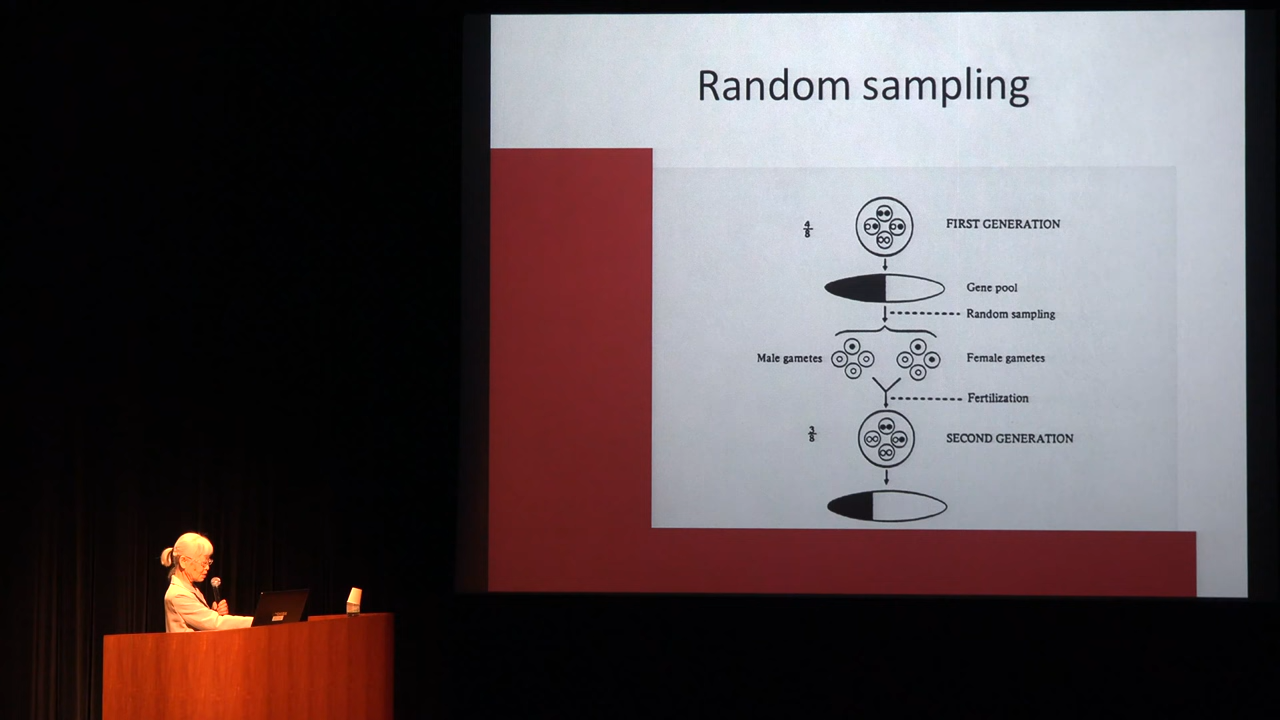 Random sampling
4/8
FIRST GENERATION
Gene pool
Random sampling
Male gametes
Female gametes
Fertilization
3/8
SECOND GENERATION